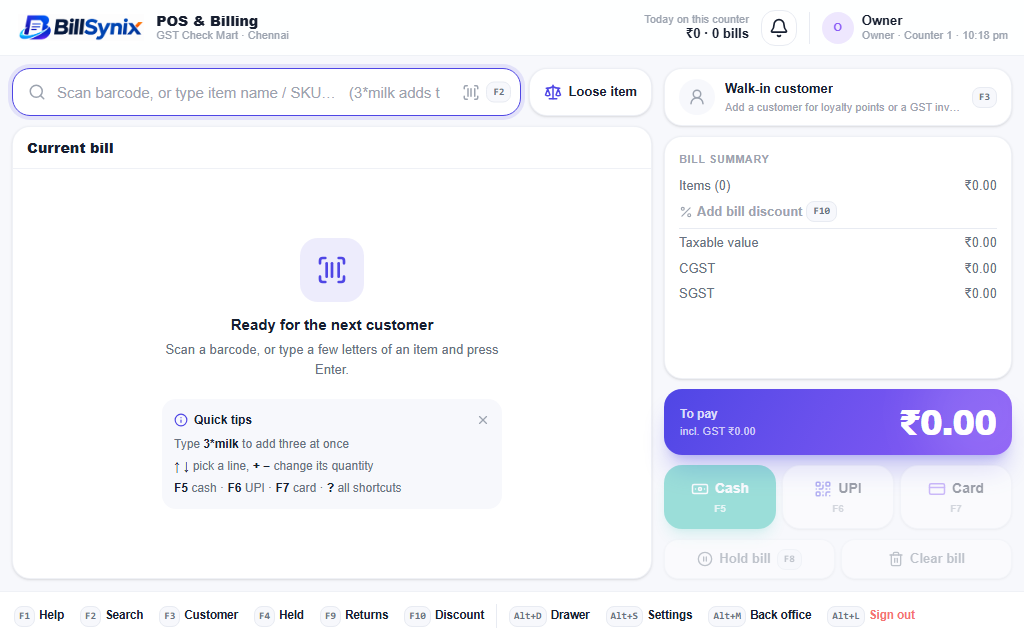 BillSynix
POS & Billing
GST Check Mart · Chennai
Today on this counter
₹0 · 0 bills
O
Owner
Owner · Counter 1 · 10:18 pm
Scan barcode, or type item name / SKU… (3*milk adds t
F2
Loose item
Walk-in customer
Add a customer for loyalty points or a GST inv…
F3
Current bill
Ready for the next customer
Scan a barcode, or type a few letters of an item and press
Enter.
Quick tips
Type 3*milk to add three at once
↑ ↓ pick a line, + − change its quantity
F5 cash · F6 UPI · F7 card · ? all shortcuts
BILL SUMMARY
Items (0) ₹0.00
Add bill discount F10
Taxable value ₹0.00
CGST ₹0.00
SGST ₹0.00
To pay
incl. GST ₹0.00
₹0.00
Cash
F5
UPI
F6
Card
F7
Hold bill F8
Clear bill
F1 Help F2 Search F3 Customer F4 Held F9 Returns F10 Discount Alt+D Drawer Alt+S Settings Alt+M Back office Alt+L Sign out